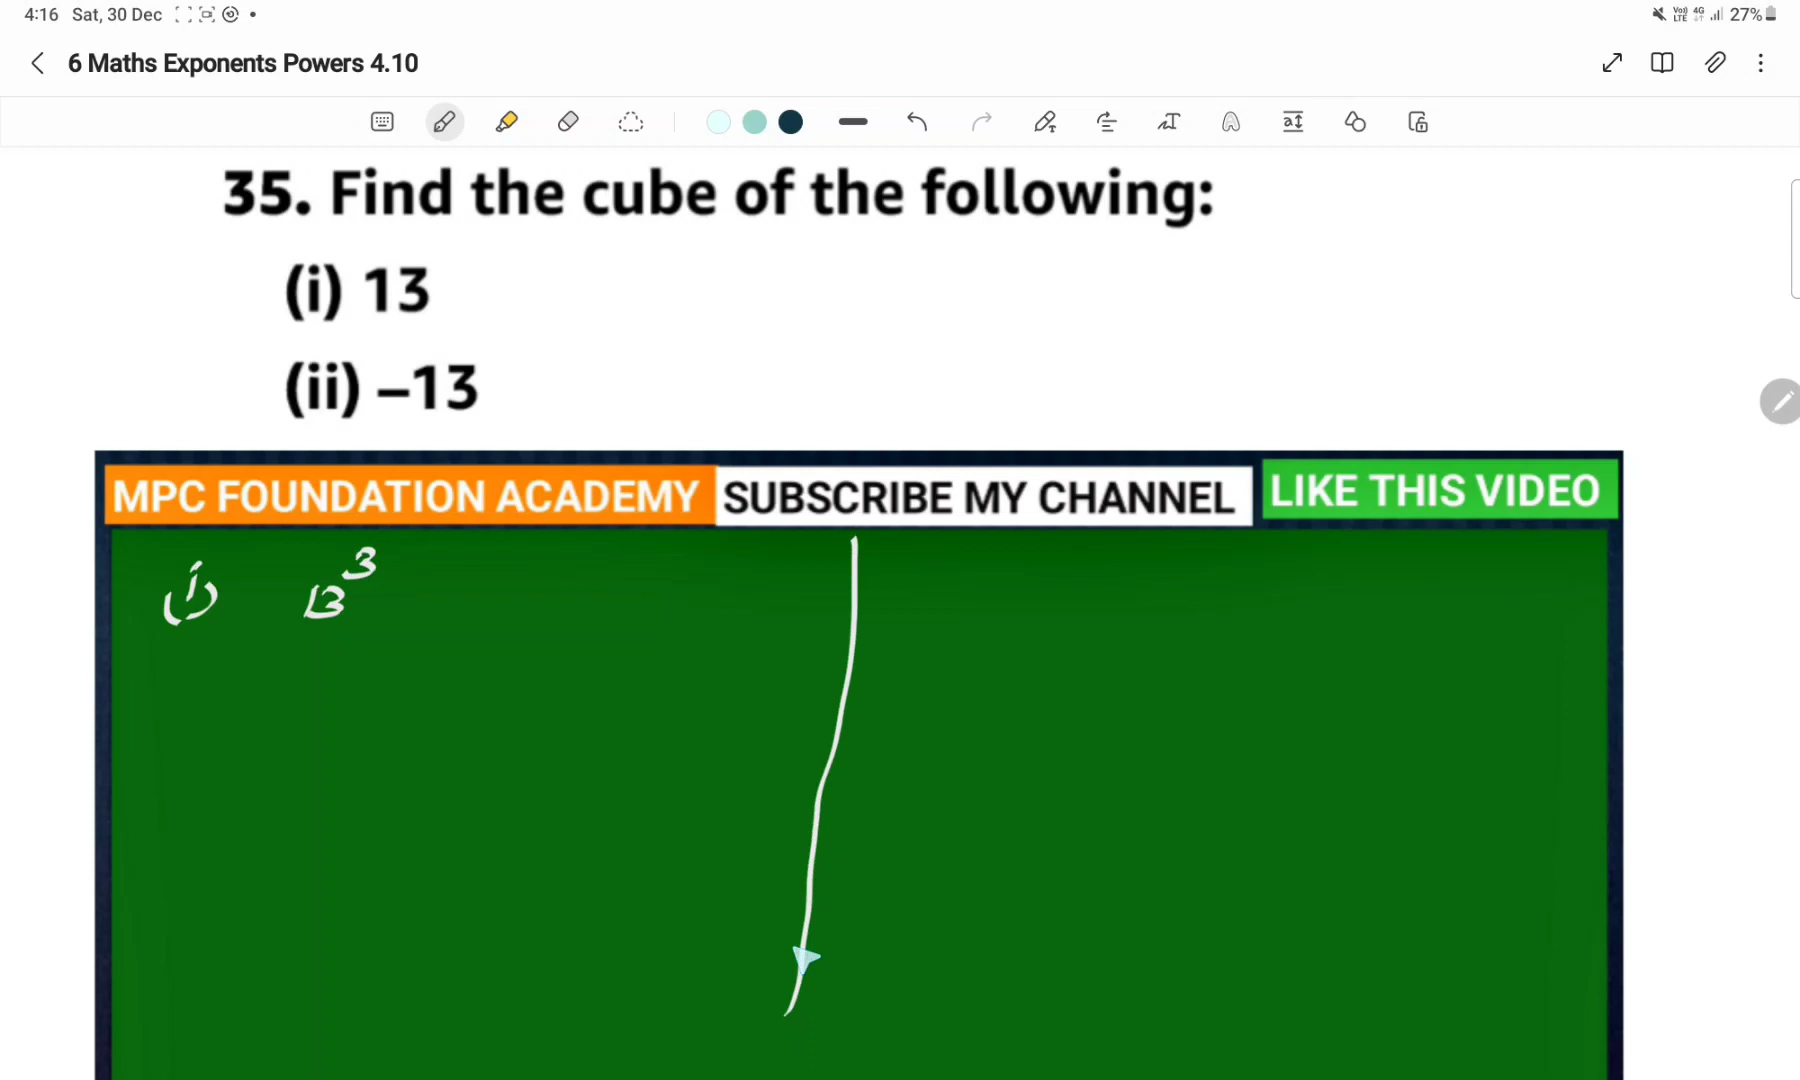 4:16 Sat, 30 Dec 27%
6 Maths Exponents Powers 4.10
35. Find the cube of the following:
(i) 13
(ii) –13
MPC FOUNDATION ACADEMY SUBSCRIBE MY CHANNEL LIKE THIS VIDEO
(i) 13³